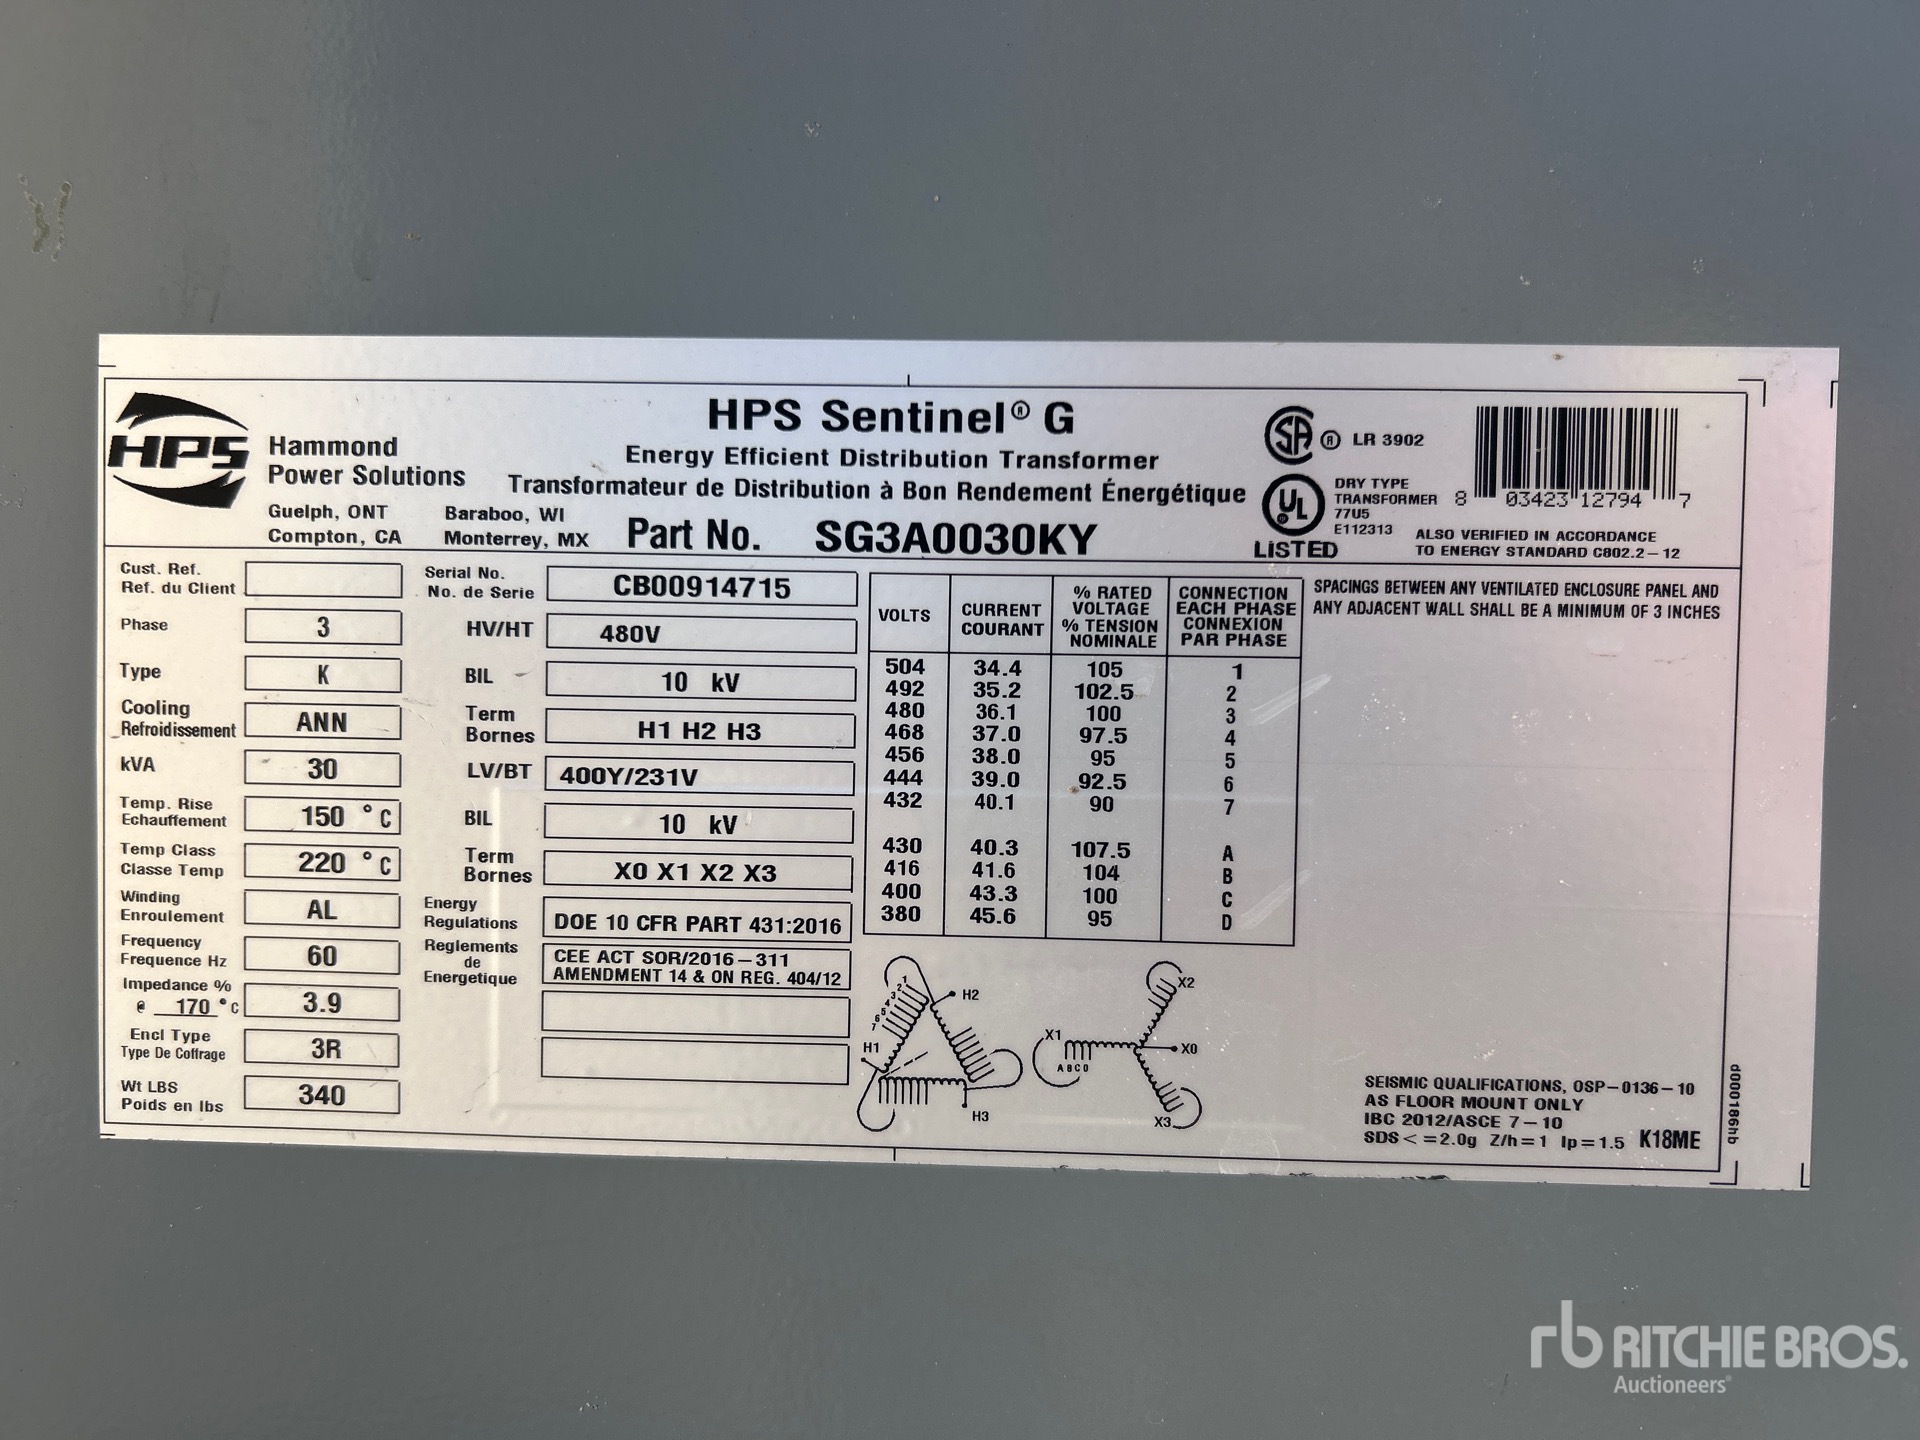 HPS
Hammond
Power Solutions
Guelph, ONT Baraboo, WI
Compton, CA Monterrey, MX
HPS Sentinel® G
Energy Efficient Distribution Transformer
Transformateur de Distribution à Bon Rendement Énergétique
Part No. SG3A0030KY
SA ® LR 3902
UL LISTED
DRY TYPE
TRANSFORMER
77U5
E112313
8 03423 12794 7
ALSO VERIFIED IN ACCORDANCE
TO ENERGY STANDARD C802.2-12
Cust. Ref.
Ref. du Client
Phase 3
Type K
Cooling
Refroidissement ANN
kVA 30
Temp. Rise
Echauffement 150 °C
Temp Class
Classe Temp 220 °C
Winding
Enroulement AL
Frequency
Frequence Hz 60
Impedance %
@ 170 °C 3.9
Encl Type
Type De Coffrage 3R
Wt LBS
Poids en lbs 340
Serial No.
No. de Serie CB00914715
HV/HT 480V
BIL 10 kV
Term
Bornes H1 H2 H3
LV/BT 400Y/231V
BIL 10 kV
Term
Bornes X0 X1 X2 X3
Energy
Regulations DOE 10 CFR PART 431:2016
Reglements
de
Energetique
CEE ACT SOR/2016-311
AMENDMENT 14 & ON REG. 404/12
VOLTS CURRENT COURANT % RATED VOLTAGE % TENSION NOMINALE CONNECTION EACH PHASE CONNEXION PAR PHASE
504 34.4 105 1
492 35.2 102.5 2
480 36.1 100 3
468 37.0 97.5 4
456 38.0 95 5
444 39.0 92.5 6
432 40.1 90 7
430 40.3 107.5 A
416 41.6 104 B
400 43.3 100 C
380 45.6 95 D
1 2 3 4 5 6 7
H1 H2 H3
X1 X2 X0 X3
A B C D
SPACINGS BETWEEN ANY VENTILATED ENCLOSURE PANEL AND
ANY ADJACENT WALL SHALL BE A MINIMUM OF 3 INCHES
SEISMIC QUALIFICATIONS, OSP-0136-10
AS FLOOR MOUNT ONLY
IBC 2012/ASCE 7-10
SDS<=2.0g Z/h=1 Ip=1.5 K18ME
d000186hb
rb RITCHIE BROS.
Auctioneers